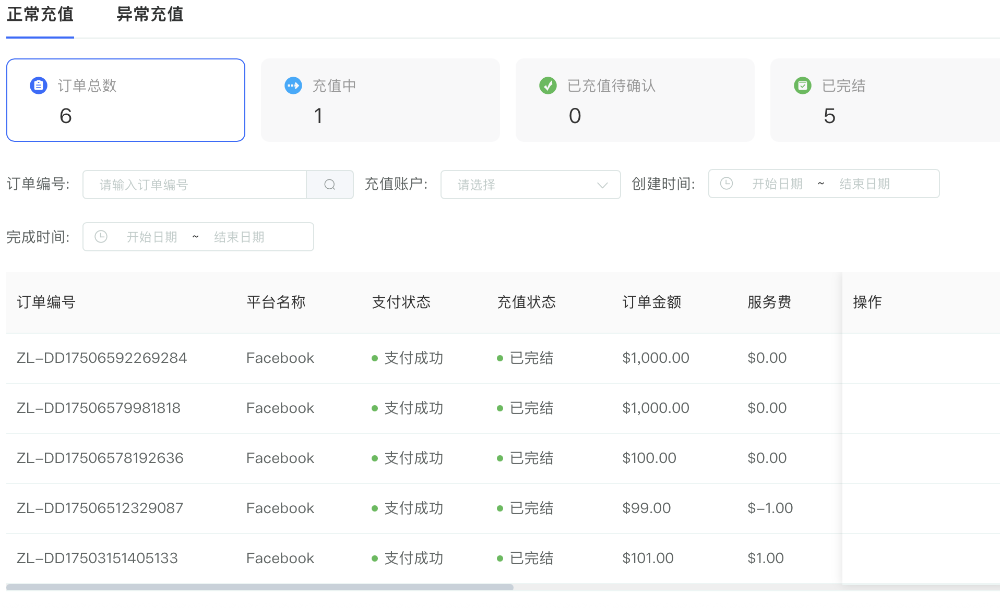 正常充值 异常充值
订单总数 充值中 已充值待确认 已完结
6 1 0 5
订单编号: 请输入订单编号 充值账户: 请选择 创建时间: 开始日期 ~ 结束日期
完成时间: 开始日期 ~ 结束日期
订单编号 平台名称 支付状态 充值状态 订单金额 服务费 操作
ZL-DD17506592269284 Facebook 支付成功 已完结 $1,000.00 $0.00
ZL-DD17506579981818 Facebook 支付成功 已完结 $1,000.00 $0.00
ZL-DD17506578192636 Facebook 支付成功 已完结 $100.00 $0.00
ZL-DD17506512329087 Facebook 支付成功 已完结 $99.00 $-1.00
ZL-DD17503151405133 Facebook 支付成功 已完结 $101.00 $1.00